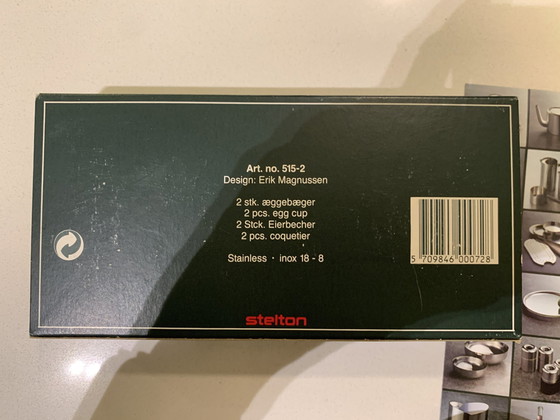 Art. no. 515-2
Design: Erik Magnussen
2 stk. æggebæger
2 pcs. egg cup
2 Stck. Eierbecher
2 pcs. coquetier
Stainless · inox 18 - 8
5 709846 000728
stelton